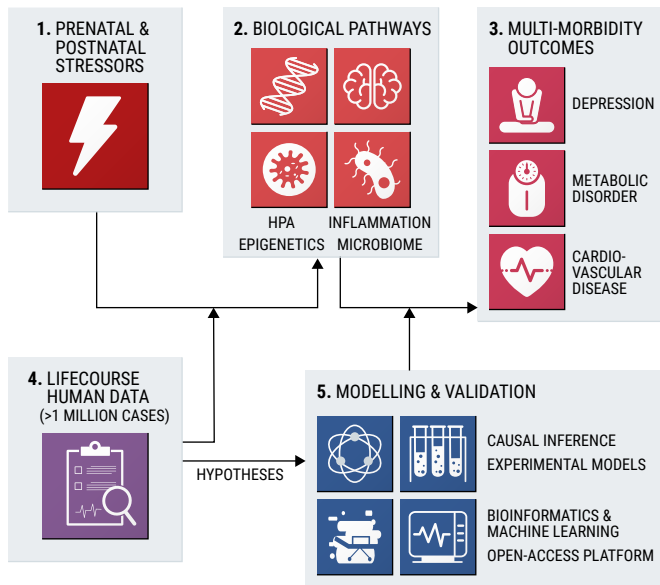 1. PRENATAL &
POSTNATAL
STRESSORS
2. BIOLOGICAL PATHWAYS
HPA
EPIGENETICS
INFLAMMATION
MICROBIOME
3. MULTI-MORBIDITY
OUTCOMES
DEPRESSION
METABOLIC
DISORDER
CARDIO-
VASCULAR
DISEASE
4. LIFECOURSE
HUMAN DATA
(>1 MILLION CASES)
HYPOTHESES
5. MODELLING & VALIDATION
CAUSAL INFERENCE
EXPERIMENTAL MODELS
BIOINFORMATICS &
MACHINE LEARNING
OPEN-ACCESS PLATFORM